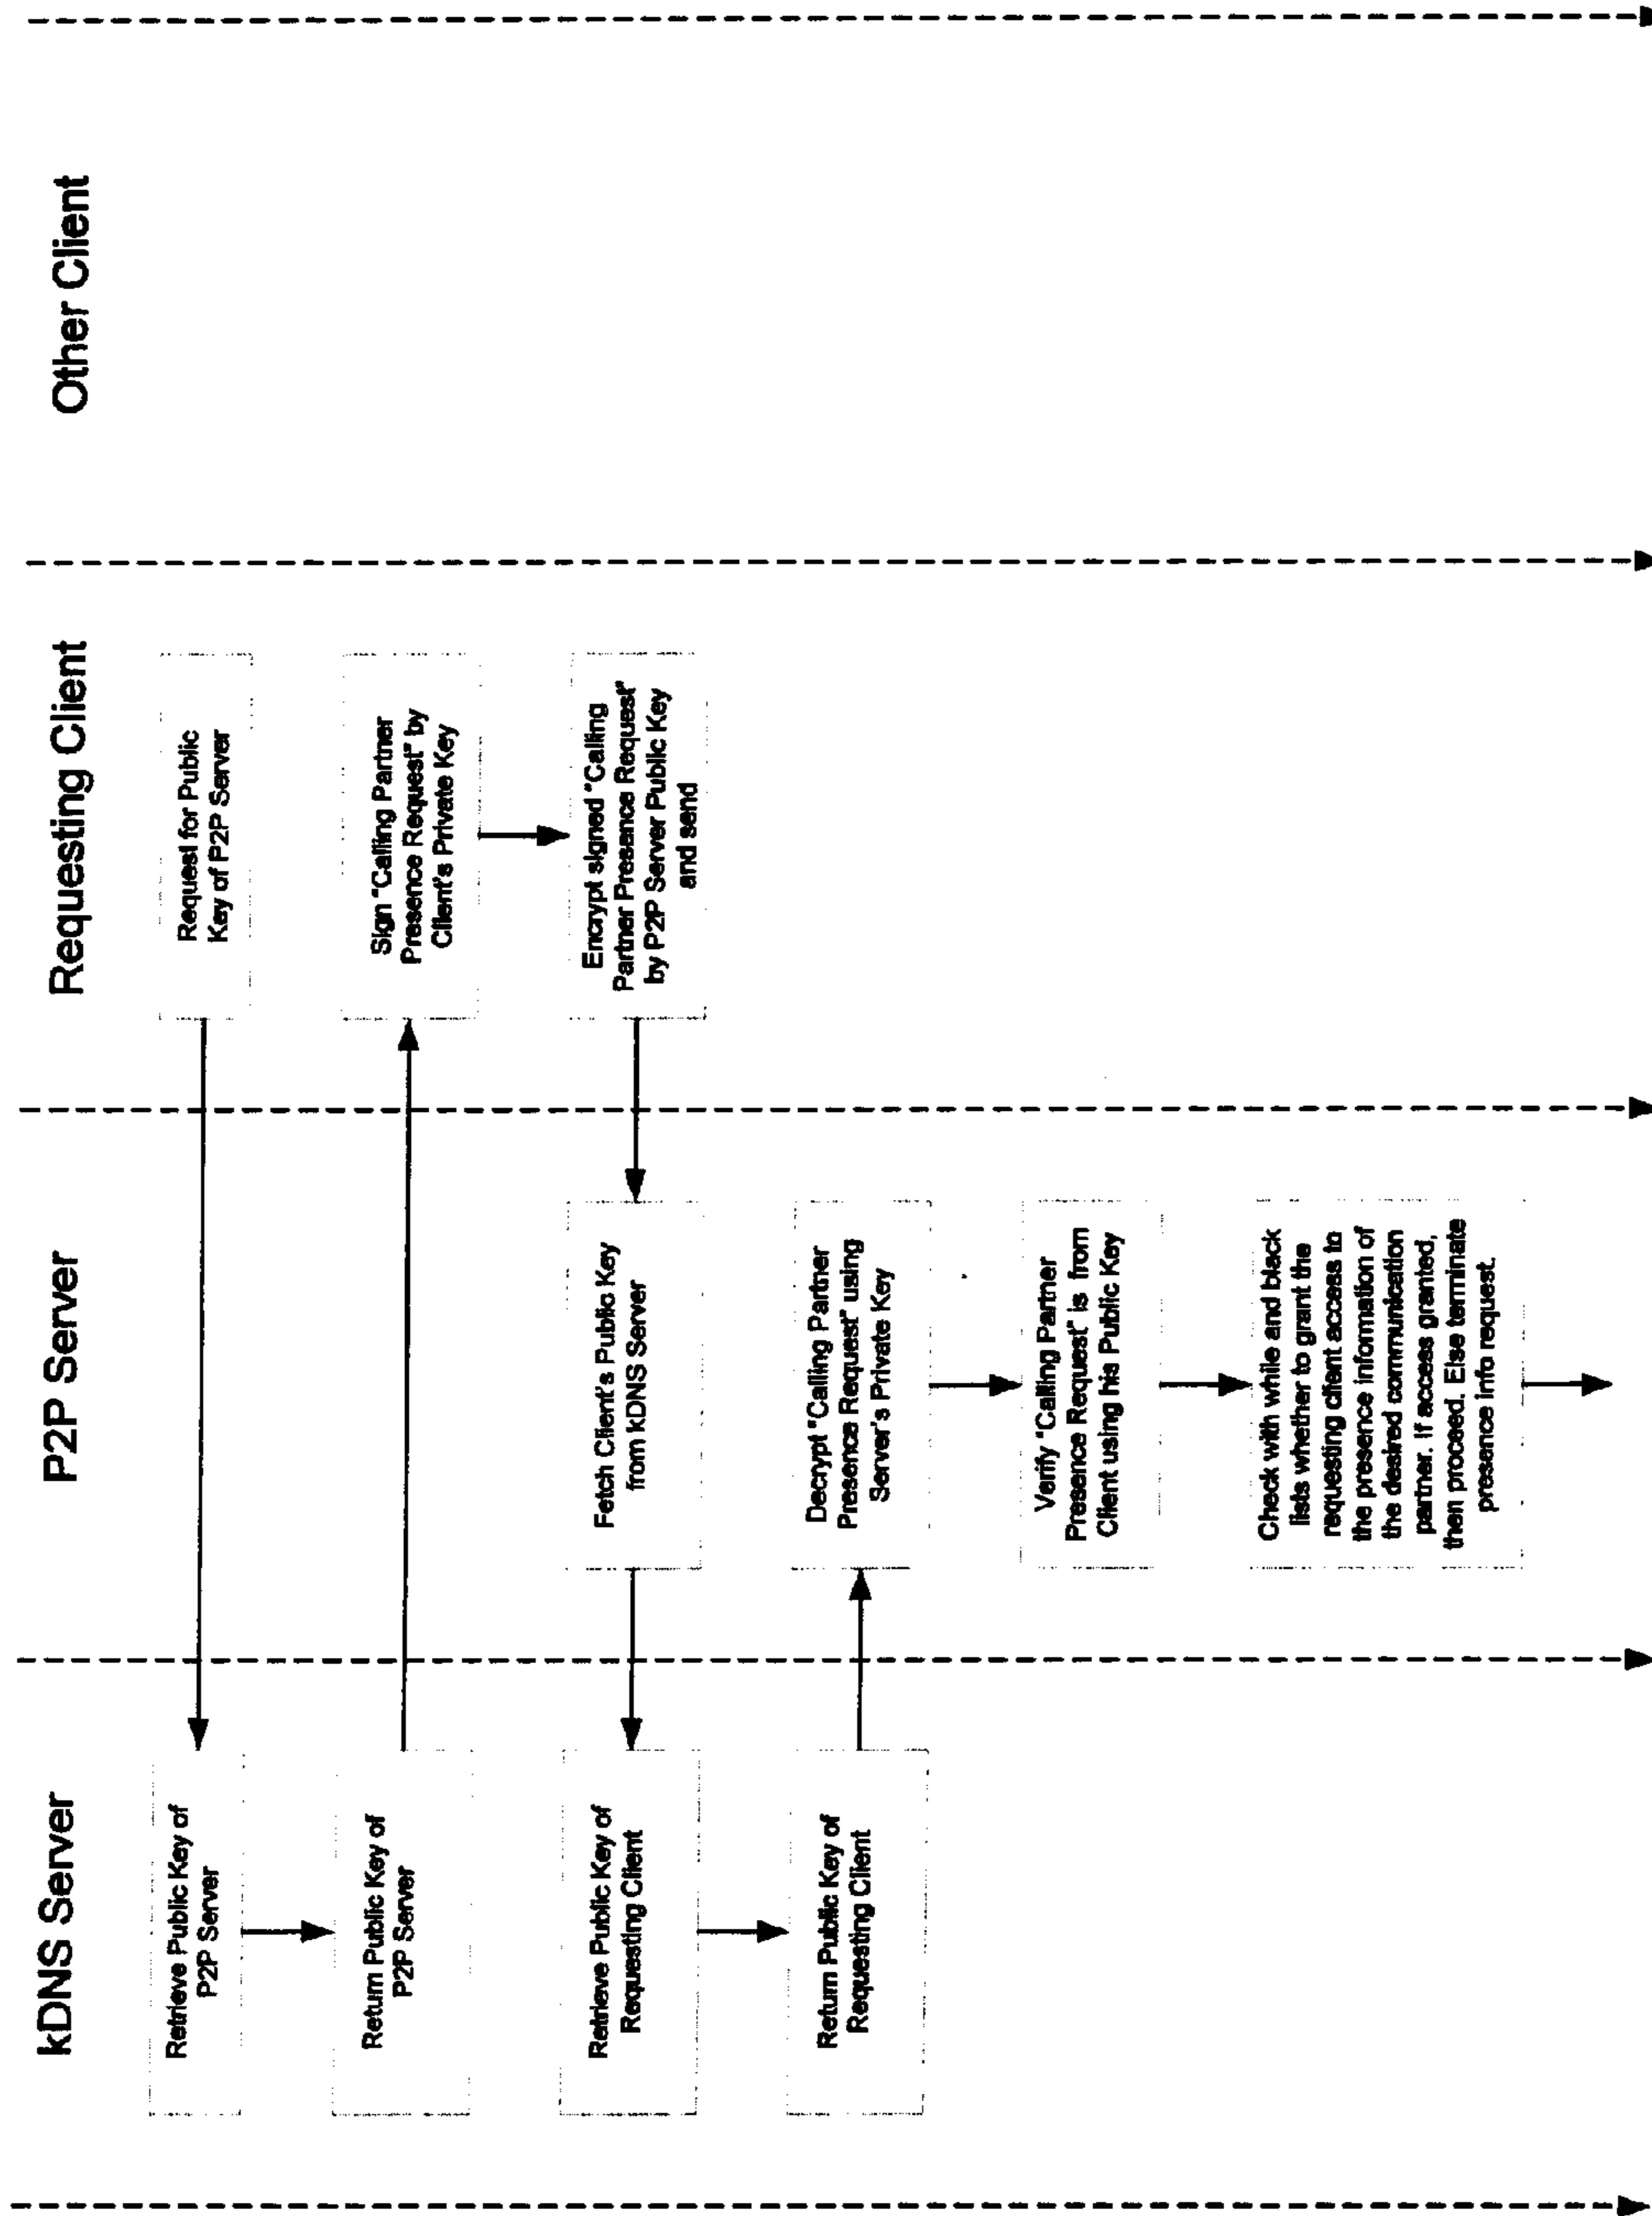 kDNS Server
P2P Server
Requesting Client
Other Client
Request for Public
Key of P2P Server
Retrieve Public Key of
P2P Server
Return Public Key of
P2P Server
Sign "Calling Partner
Presence Request" by
Client's Private Key
Encrypt signed "Calling
Partner Presence Request"
by P2P Server Public Key
and send
Fetch Client's Public Key
from kDNS Server
Retrieve Public Key of
Requesting Client
Return Public Key of
Requesting Client
Decrypt "Calling Partner
Presence Request" using
Server's Private Key
Verify "Calling Partner
Presence Request" is from
Client using his Public Key
Check with while and black
lists whether to grant the
requesting client access to
the presence information of
the desired communication
partner. If access granted,
then proceed. Else terminate
presence info request.